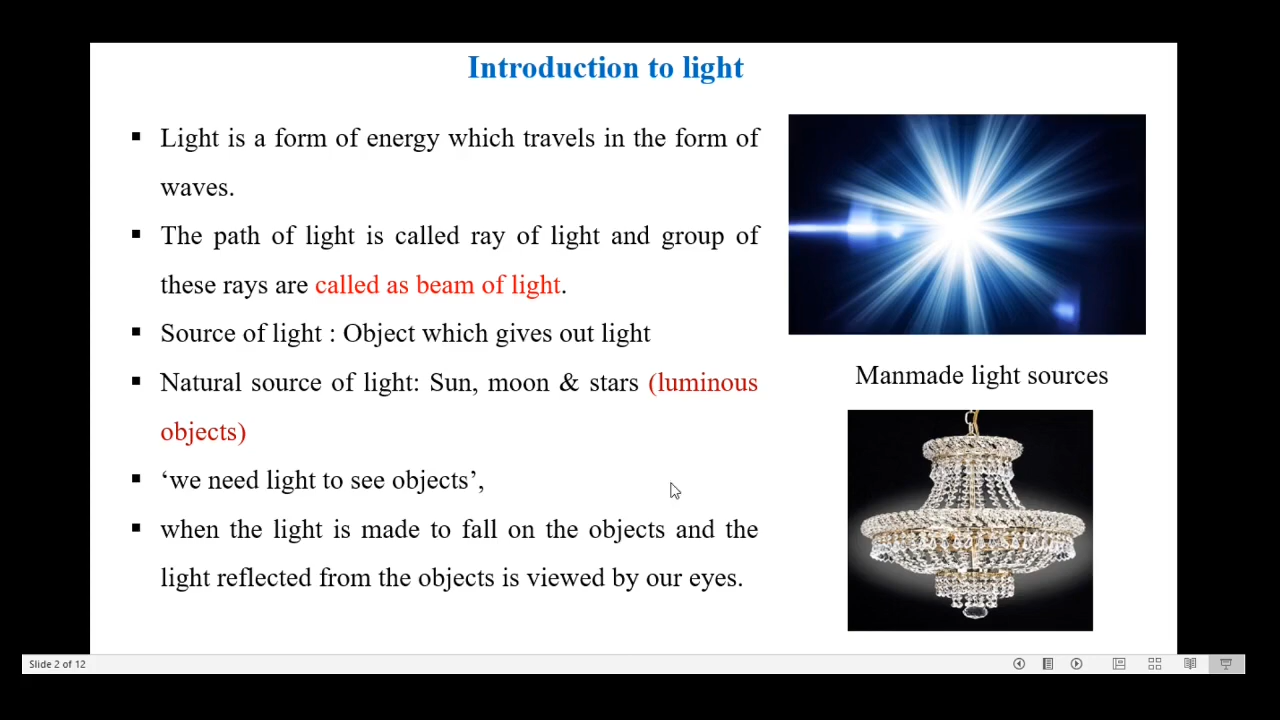 Introduction to light
▪ Light is a form of energy which travels in the form of
waves.
▪ The path of light is called ray of light and group of
these rays are called as beam of light.
▪ Source of light : Object which gives out light
▪ Natural source of light: Sun, moon & stars (luminous
objects)
▪ ‘we need light to see objects’,
▪ when the light is made to fall on the objects and the
light reflected from the objects is viewed by our eyes.
Manmade light sources
Slide 2 of 12